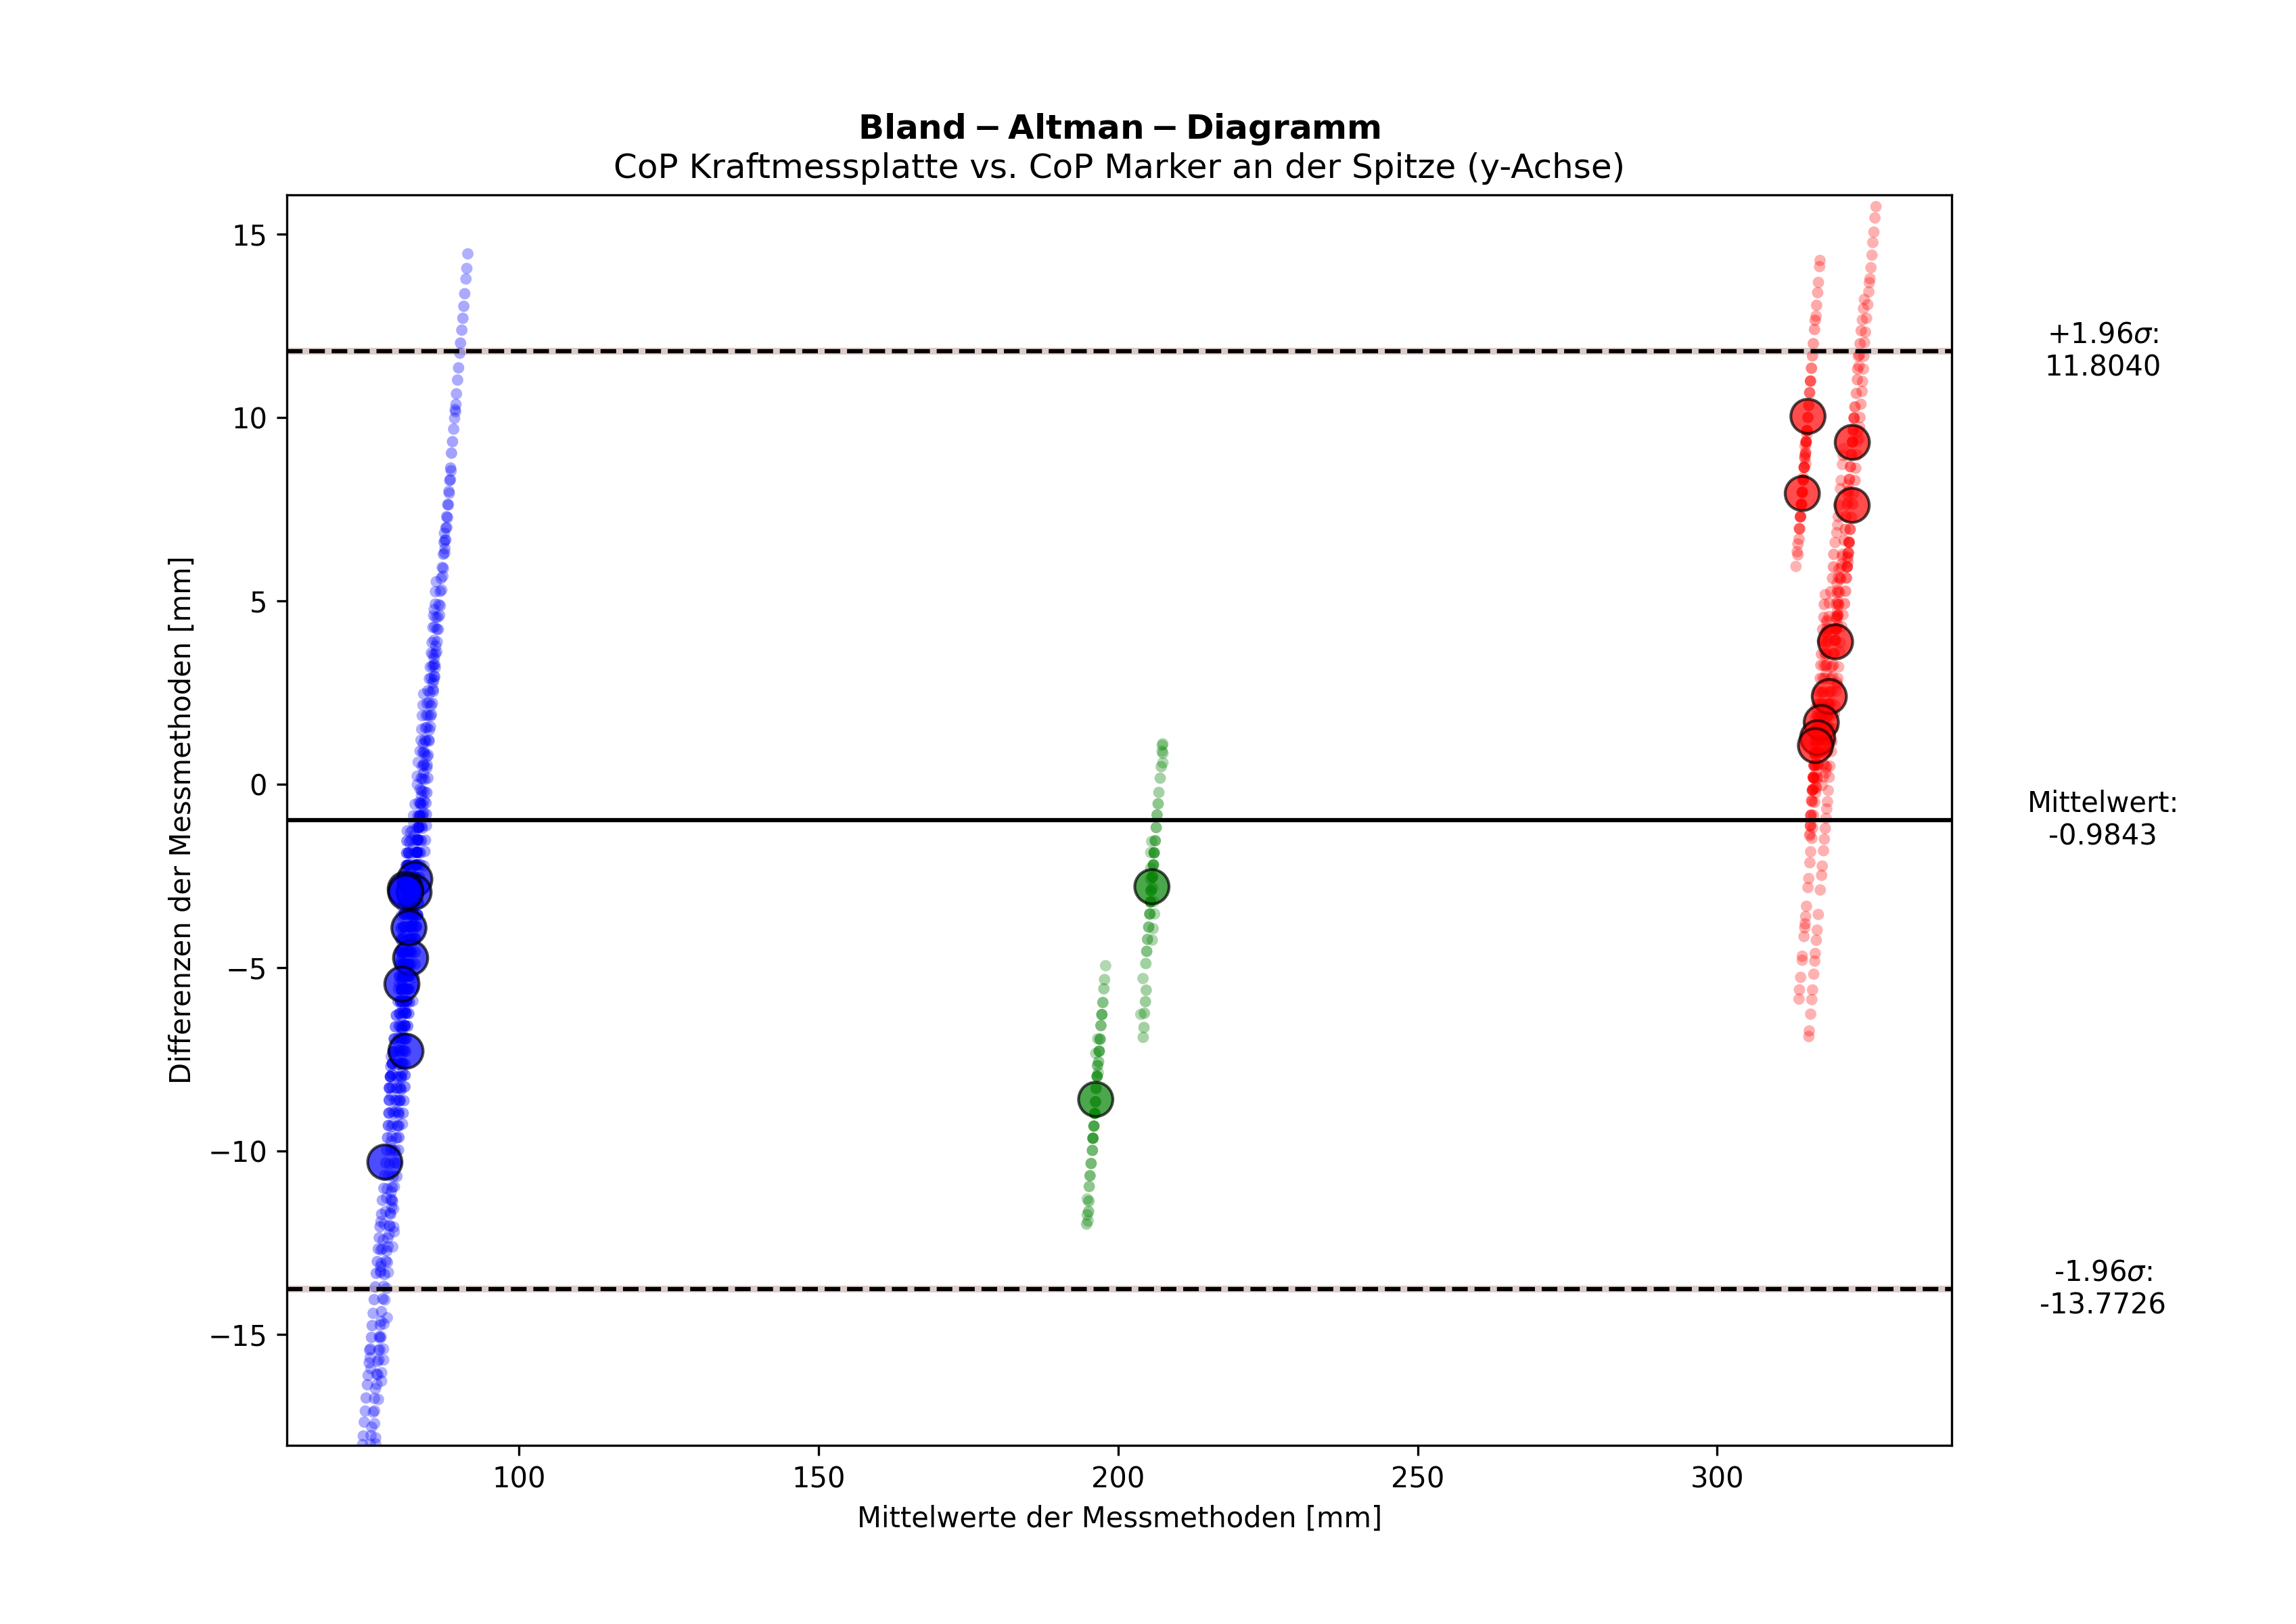 Bland − Altman − Diagramm
CoP Kraftmessplatte vs. CoP Marker an der Spitze (y-Achse)
Differenzen der Messmethoden [mm]
15
10
5
0
−5
−10
−15
+1.96σ:
11.8040
Mittelwert:
-0.9843
-1.96σ:
-13.7726
100
150
200
250
300
Mittelwerte der Messmethoden [mm]